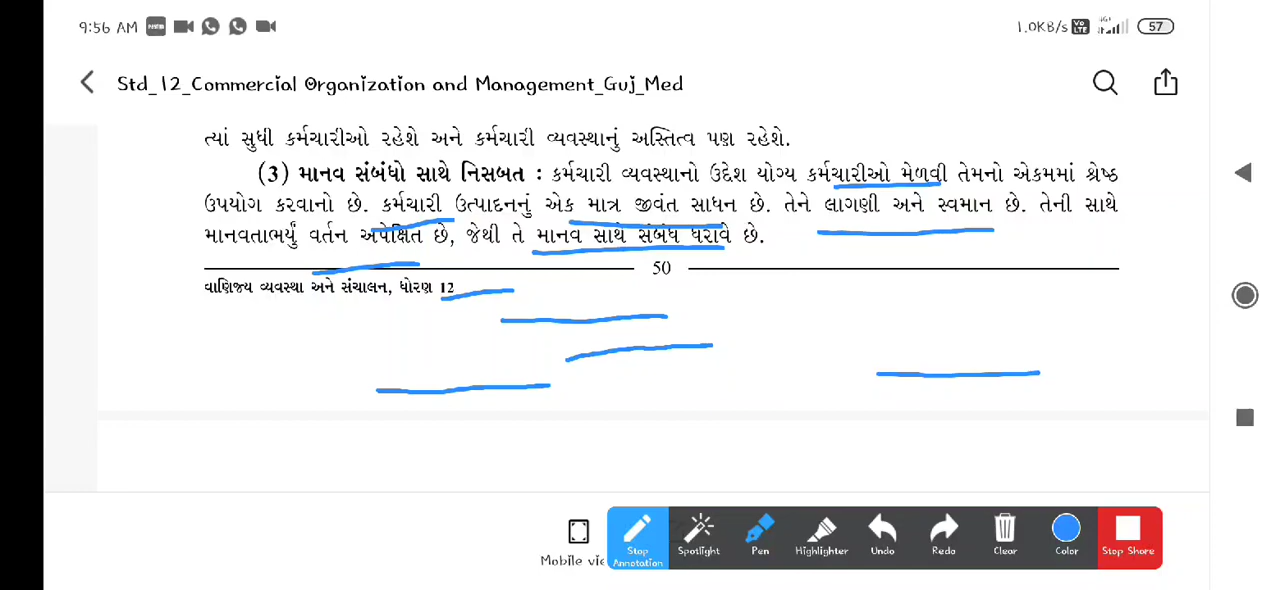 9:56 AM
1.0KB/s
57
Std_12_Commercial Organization and Management_Guj_Med
ત્યાં સુધી કર્મચારીઓ રહેશે અને કર્મચારી વ્યવસ્થાનું અસ્તિત્વ પણ રહેશે.
(3) માનવ સંબંધો સાથે નિસબત : કર્મચારી વ્યવસ્થાનો ઉદ્દેશ યોગ્ય કર્મચારીઓ મેળવી તેમનો એકમમાં શ્રેષ્ઠ
ઉપયોગ કરવાનો છે. કર્મચારી ઉત્પાદનનું એક માત્ર જીવંત સાધન છે. તેને લાગણી અને સ્વમાન છે. તેની સાથે
માનવતાભર્યું વર્તન અપેક્ષિત છે, જેથી તે માનવ સાથે સંબંધ ધરાવે છે.
50
વાણિજ્ય વ્યવસ્થા અને સંચાલન, ધોરણ 12
Mobile vie
Stop Annotation
Spotlight
Pen
Highlighter
Undo
Redo
Clear
Color
Stop Share